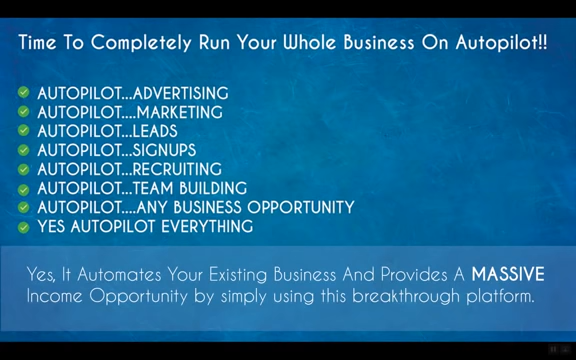 Time To Completely Run Your Whole Business On Autopilot!!
AUTOPILOT...ADVERTISING
AUTOPILOT....MARKETING
AUTOPILOT...LEADS
AUTOPILOT...SIGNUPS
AUTOPILOT...RECRUITING
AUTOPILOT...TEAM BUILDING
AUTOPILOT....ANY BUSINESS OPPORTUNITY
YES AUTOPILOT EVERYTHING
Yes, It Automates Your Existing Business And Provides A MASSIVE
Income Opportunity by simply using this breakthrough platform.